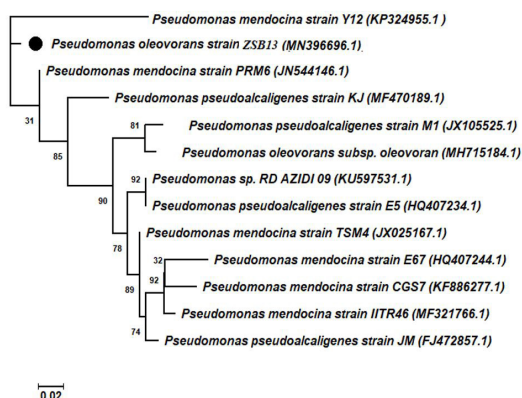 Pseudomonas mendocina strain Y12 (KP324955.1 )
Pseudomonas oleovorans strain ZSB13 (MN396696.1)
Pseudomonas mendocina strain PRM6 (JN544146.1)
31
Pseudomonas pseudoalcaligenes strain KJ (MF470189.1)
85
81
Pseudomonas pseudoalcaligenes strain M1 (JX105525.1)
Pseudomonas oleovorans subsp. oleovoran (MH715184.1)
90
92
Pseudomonas sp. RD AZIDI 09 (KU597531.1)
Pseudomonas pseudoalcaligenes strain E5 (HQ407234.1)
78
Pseudomonas mendocina strain TSM4 (JX025167.1)
32
Pseudomonas mendocina strain E67 (HQ407244.1)
92
89
Pseudomonas mendocina strain CGS7 (KF886277.1)
Pseudomonas mendocina strain IITR46 (MF321766.1)
74
Pseudomonas pseudoalcaligenes strain JM (FJ472857.1)
0.02